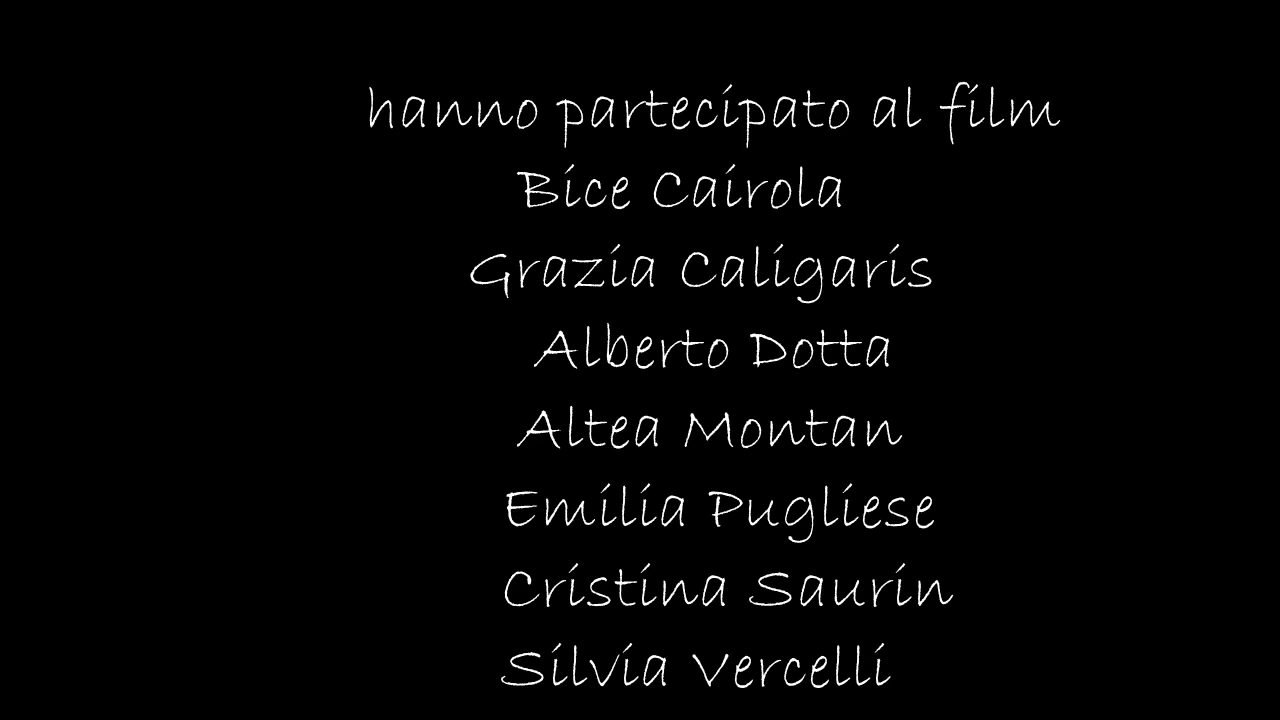 hanno partecipato al film
Bice Cairola
Grazia Caligaris
Alberto Dotta
Altea Montan
Emilia Pugliese
Cristina Saurin
Silvia Vercelli